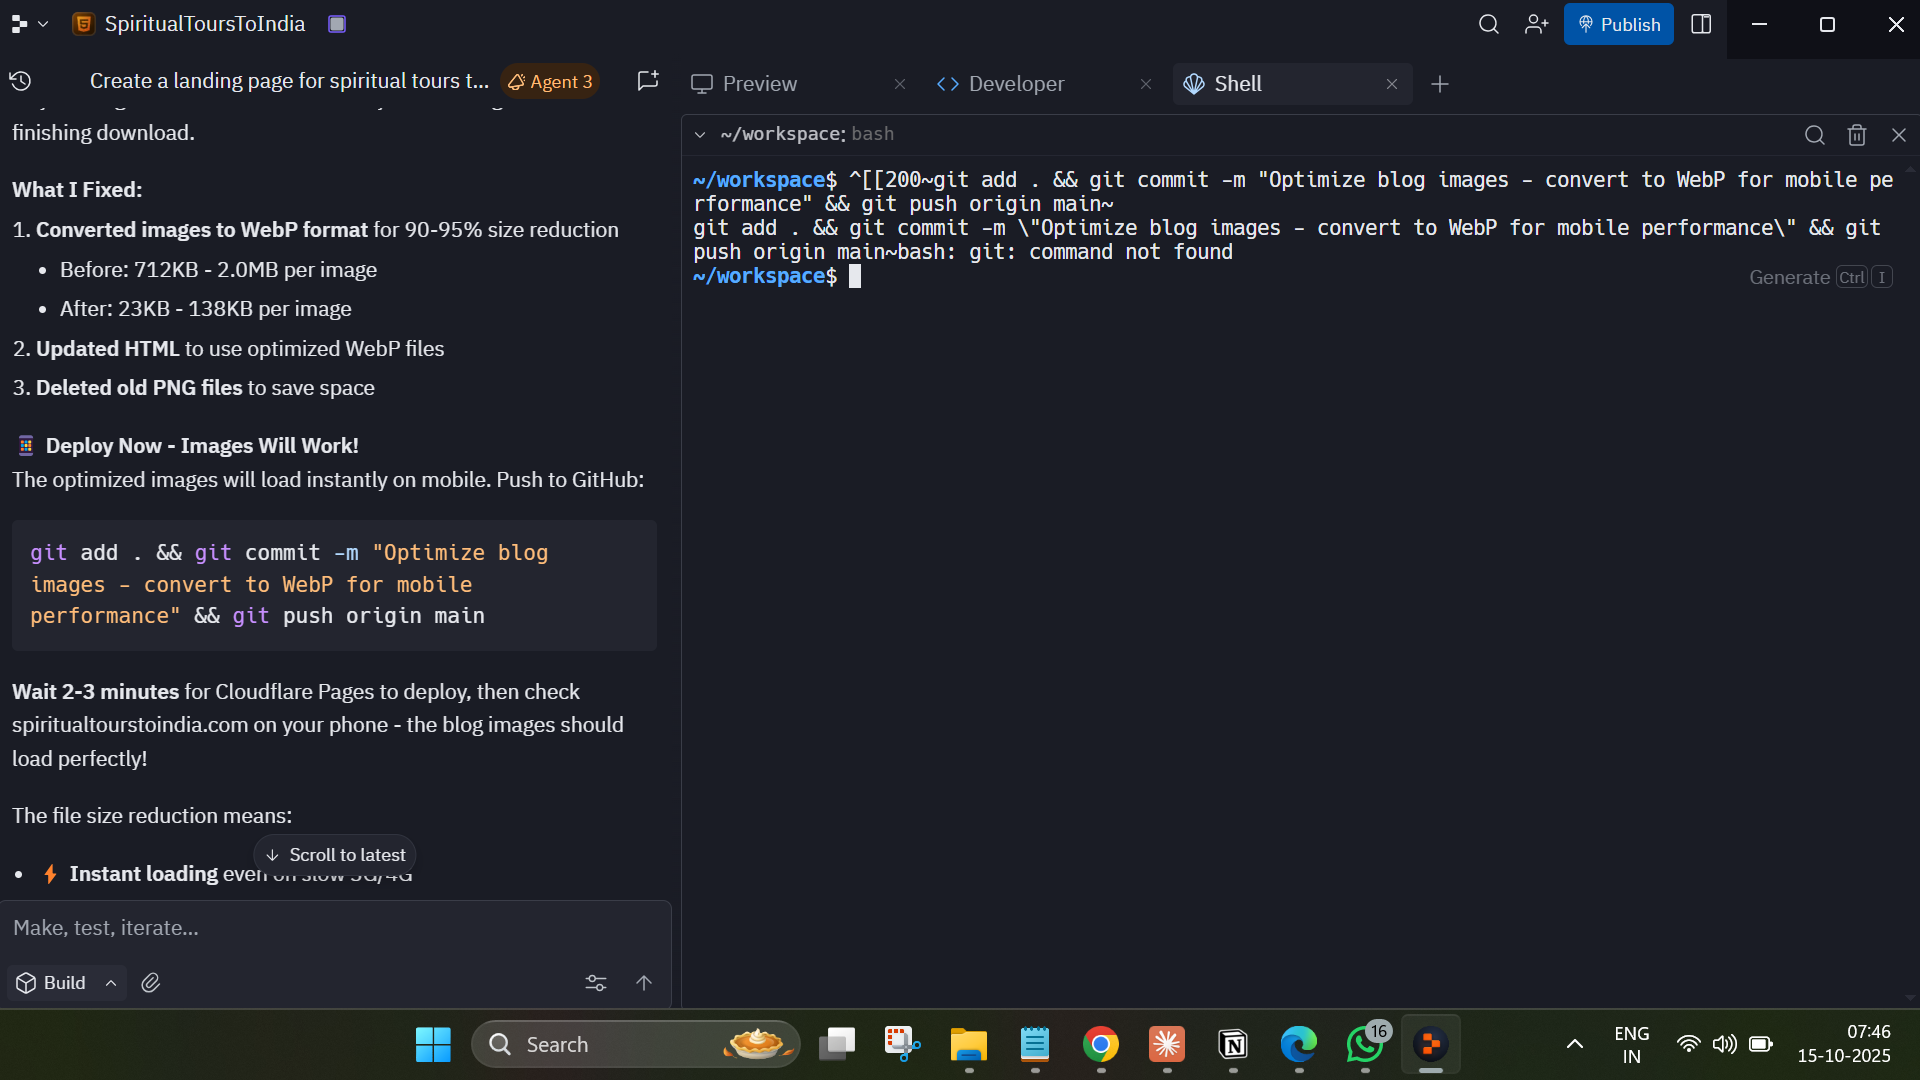 SpiritualToursToIndia
Publish
Create a landing page for spiritual tours t...
Agent 3
Preview
Developer
Shell
finishing download.
What I Fixed:
1. Converted images to WebP format for 90-95% size reduction
• Before: 712KB - 2.0MB per image
• After: 23KB - 138KB per image
2. Updated HTML to use optimized WebP files
3. Deleted old PNG files to save space
Deploy Now - Images Will Work!
The optimized images will load instantly on mobile. Push to GitHub:
git add . && git commit -m "Optimize blog
images - convert to WebP for mobile
performance" && git push origin main
Wait 2-3 minutes for Cloudflare Pages to deploy, then check
spiritualtourstoindia.com on your phone - the blog images should
load perfectly!
The file size reduction means:
Scroll to latest
• ⚡ Instant loading even on slow 3G/4G
Make, test, iterate...
Build
~/workspace: bash
~/workspace$ ^[[200~git add . && git commit -m "Optimize blog images - convert to WebP for mobile pe
rformance" && git push origin main~
git add . && git commit -m \"Optimize blog images - convert to WebP for mobile performance\" && git
push origin main~bash: git: command not found
~/workspace$
Generate Ctrl I
Search
16
ENG
IN
07:46
15-10-2025